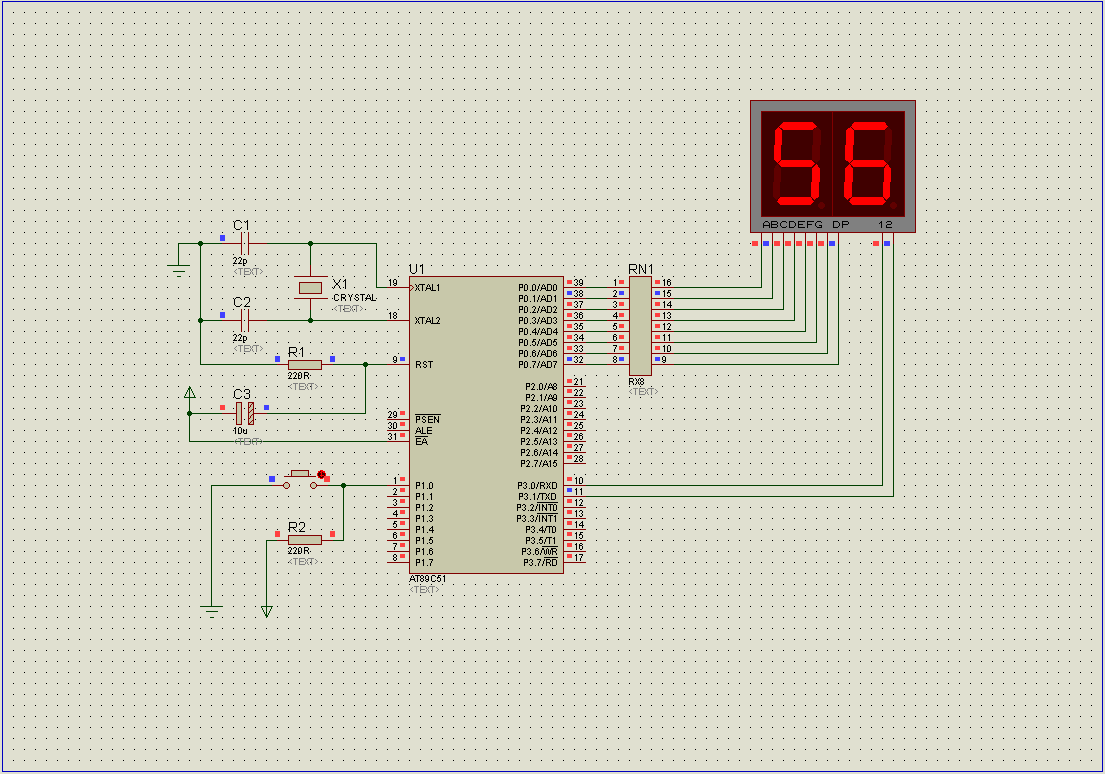 56
ABCDEFG DP 12
C1
22p
<TEXT>
X1
CRYSTAL
<TEXT>
C2
22p
<TEXT>
R1
220R
<TEXT>
C3
10u
<TEXT>
R2
220R
<TEXT>
U1
19 XTAL1
18 XTAL2
9 RST
29 PSEN
30 ALE
31 EA
1 P1.0
2 P1.1
3 P1.2
4 P1.3
5 P1.4
6 P1.5
7 P1.6
8 P1.7
P0.0/AD0 39
P0.1/AD1 38
P0.2/AD2 37
P0.3/AD3 36
P0.4/AD4 35
P0.5/AD5 34
P0.6/AD6 33
P0.7/AD7 32
P2.0/A8 21
P2.1/A9 22
P2.2/A10 23
P2.3/A11 24
P2.4/A12 25
P2.5/A13 26
P2.6/A14 27
P2.7/A15 28
P3.0/RXD 10
P3.1/TXD 11
P3.2/INT0 12
P3.3/INT1 13
P3.4/T0 14
P3.5/T1 15
P3.6/WR 16
P3.7/RD 17
AT89C51
<TEXT>
RN1
1 16
2 15
3 14
4 13
5 12
6 11
7 10
8 9
RX8
<TEXT>